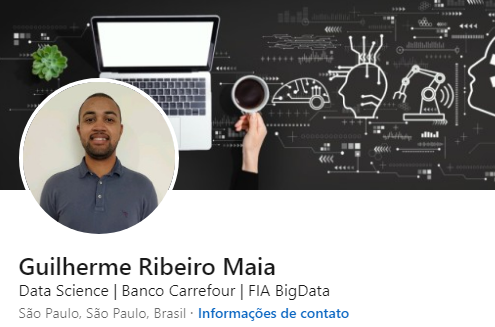 Guilherme Ribeiro Maia
Data Science | Banco Carrefour | FIA BigData
São Paulo, São Paulo, Brasil · Informações de contato